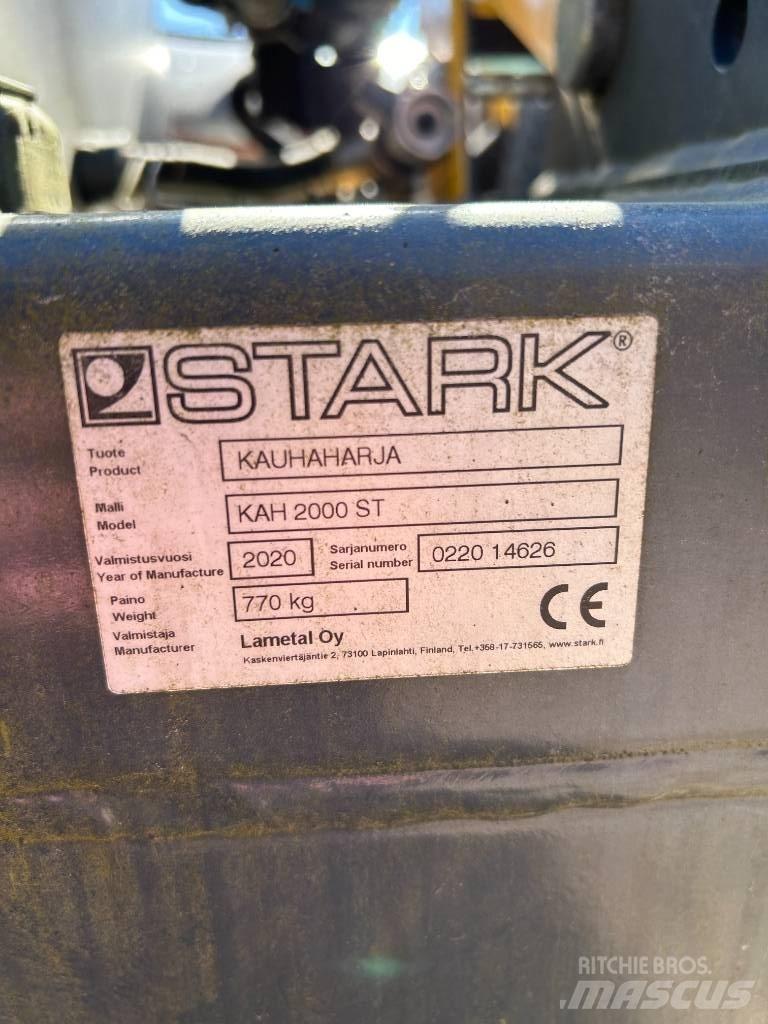 STARK®
Tuote
Product
KAUHAHARJA
Malli
Model
KAH 2000 ST
Valmistusvuosi
Year of Manufacture
2020
Sarjanumero
Serial number
0220 14626
Paino
Weight
770 kg
CE
Valmistaja
Manufacturer
Lametal Oy
Kaskenviertäjäntie 2, 73100 Lapinlahti, Finland, Tel.+358-17-731565, www.stark.fi
RITCHIE BROS.
MASCUS